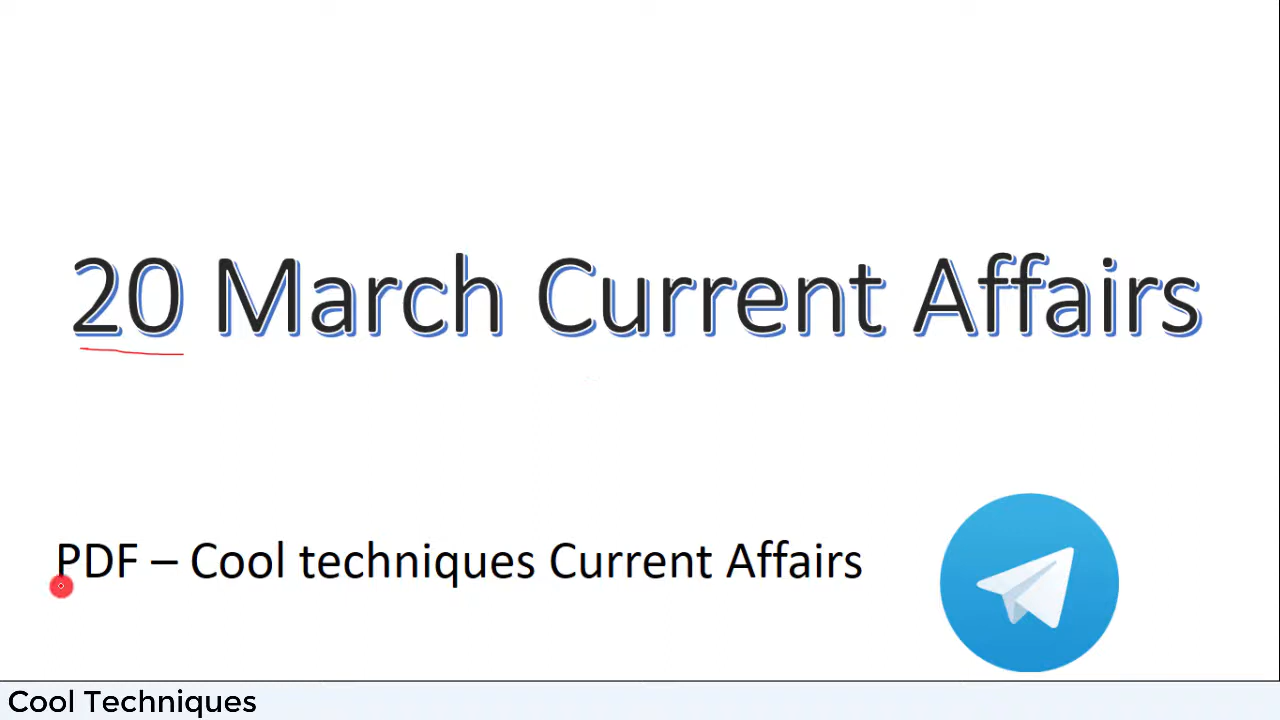 20 March Current Affairs
PDF – Cool techniques Current Affairs
Cool Techniques